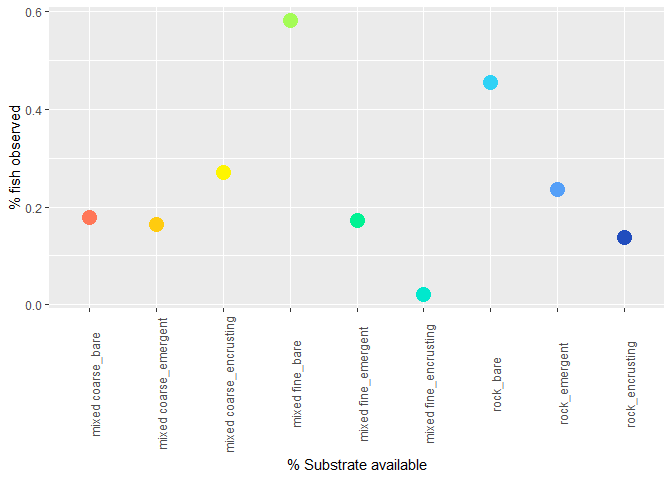 0.6
0.4
0.2
0.0
% fish observed
mixed coarse_bare
mixed coarse_emergent
mixed coarse_encrusting
mixed fine_bare
mixed fine_emergent
mixed fine_encrusting
rock_bare
rock_emergent
rock_encrusting
% Substrate available